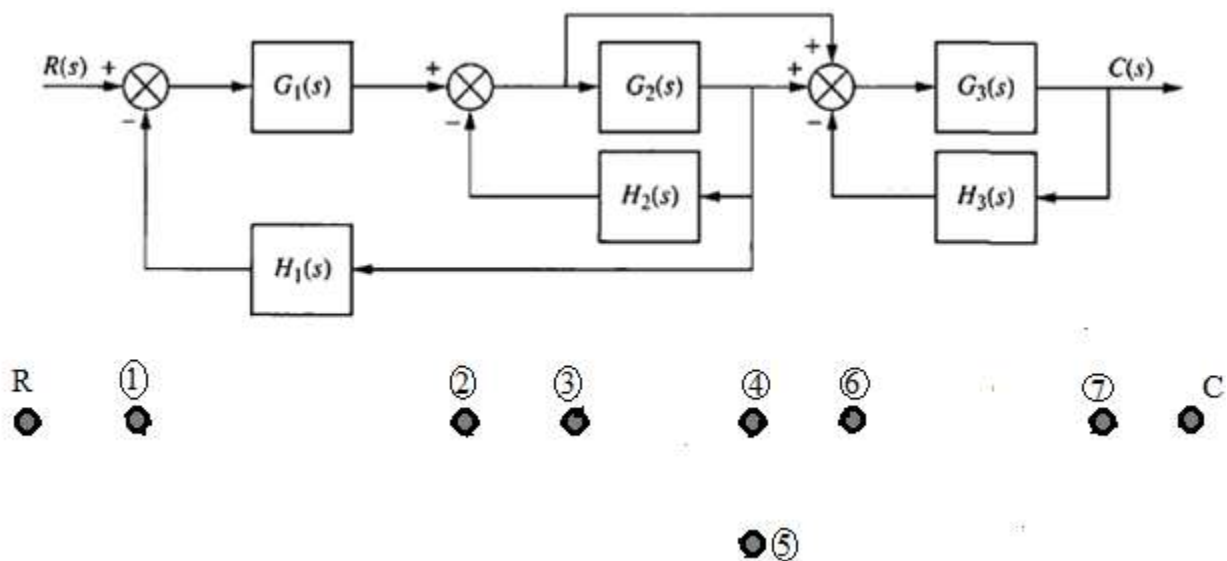 +
R(s) + G₁(s) + G₂(s) + G₃(s) C(s)
− − −
H₂(s) H₃(s)
H₁(s)
R ① ② ③ ④ ⑥ ⑦ C
⑤